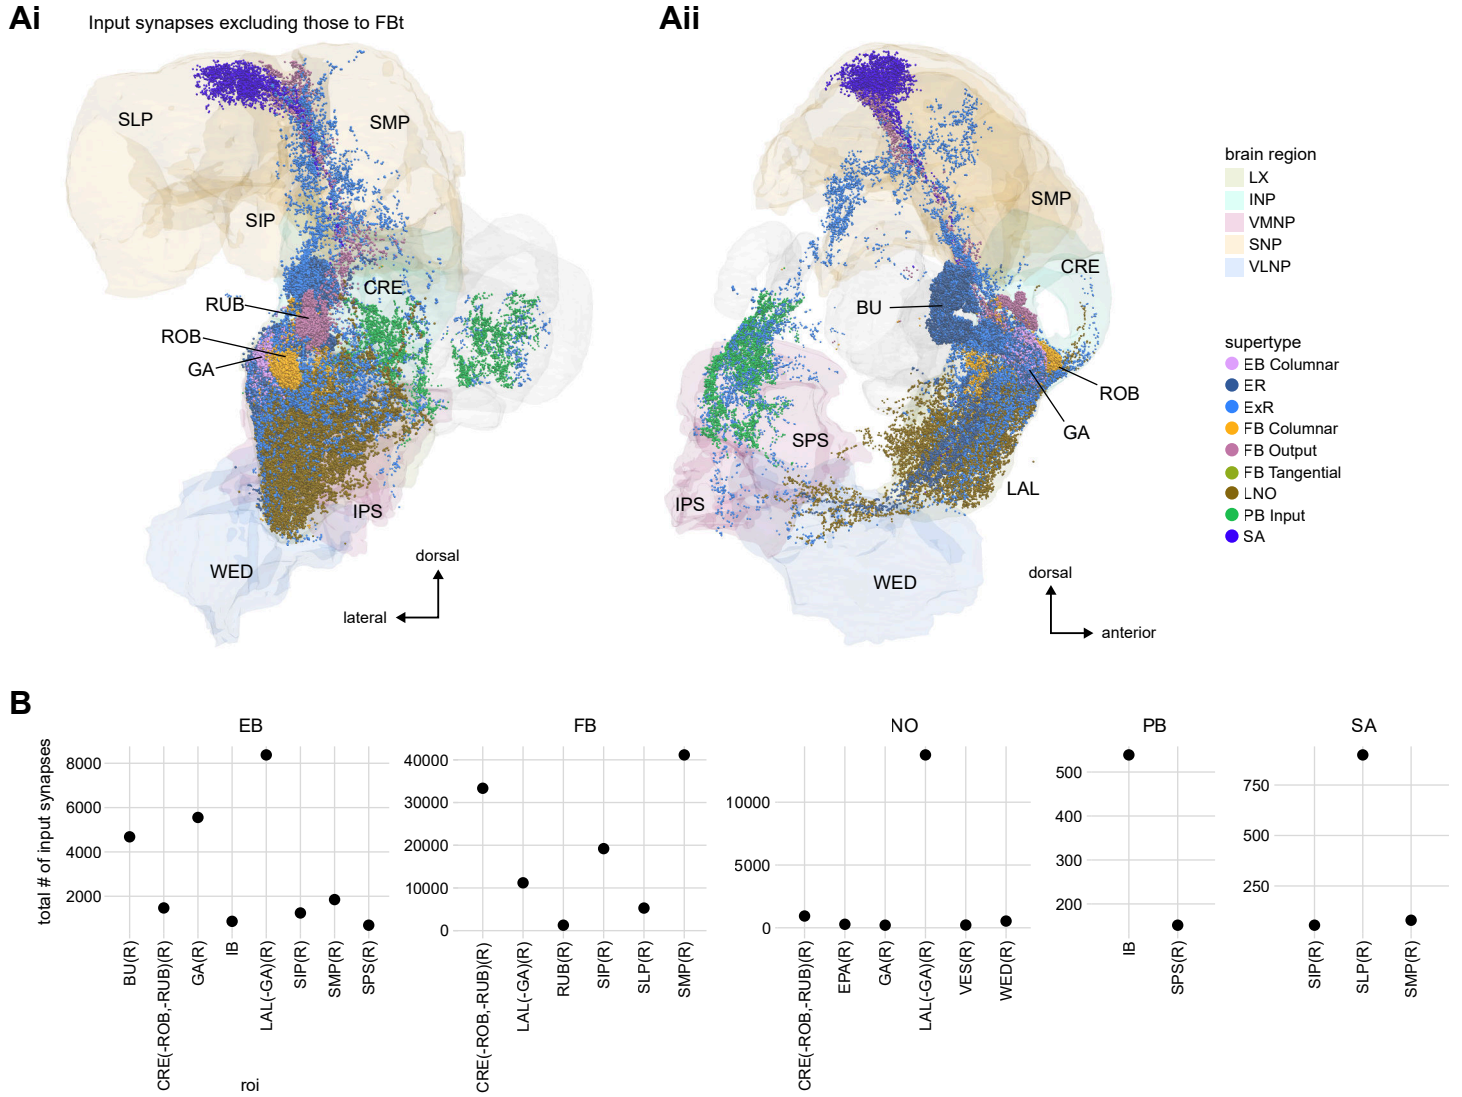 Ai
Input synapses excluding those to FBt
SLP
SMP
SIP
CRE
RUB
ROB
GA
IPS
WED
dorsal
lateral
Aii
SMP
CRE
BU
ROB
GA
SPS
LAL
IPS
WED
dorsal
anterior
brain region
LX
INP
VMNP
SNP
VLNP
supertype
EB Columnar
ER
ExR
FB Columnar
FB Output
FB Tangential
LNO
PB Input
SA
B
total # of input synapses
EB
8000
6000
4000
2000
BU(R)
CRE(-ROB,-RUB)(R)
GA(R)
IB
LAL(-GA)(R)
SIP(R)
SMP(R)
SPS(R)
roi
FB
40000
30000
20000
10000
0
CRE(-ROB,-RUB)(R)
LAL(-GA)(R)
RUB(R)
SIP(R)
SLP(R)
SMP(R)
NO
10000
5000
0
CRE(-ROB,-RUB)(R)
EPA(R)
GA(R)
LAL(-GA)(R)
VES(R)
WED(R)
PB
500
400
300
200
IB
SPS(R)
SA
750
500
250
SIP(R)
SLP(R)
SMP(R)